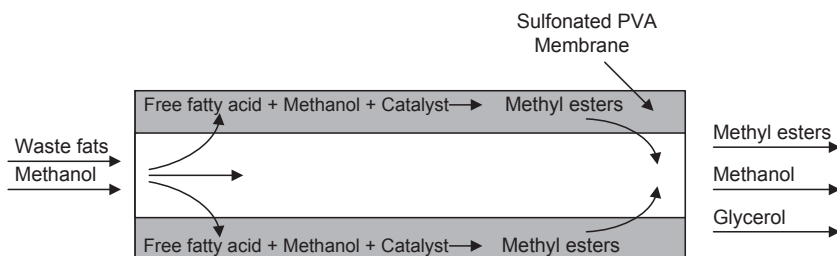 Sulfonated PVA
Membrane
Free fatty acid + Methanol + Catalyst Methyl esters
Waste fats
Methanol
Methyl esters
Methanol
Glycerol
Free fatty acid + Methanol + Catalyst Methyl esters